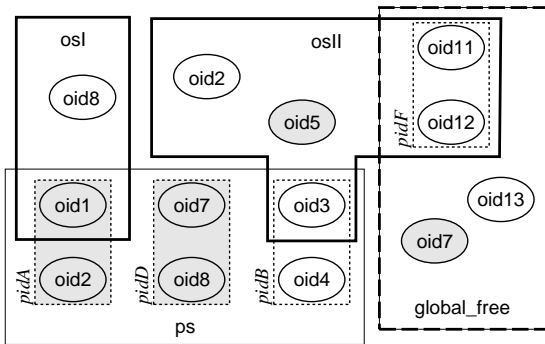 osI
osII
oid8
oid2
oid5
oid11
oid12
pidF
oid1
oid7
oid3
oid13
oid7
oid2
oid8
oid4
pidA
pidD
pidB
ps
global_free